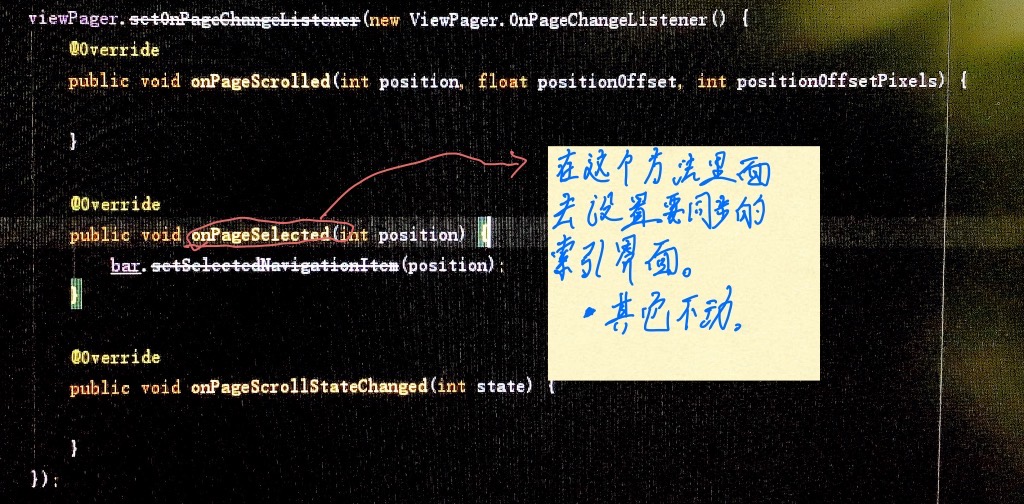 viewPager.setOnPageChangeListener(new ViewPager.OnPageChangeListener() {
@Override
public void onPageScrolled(int position, float positionOffset, int positionOffsetPixels) {
}
@Override
public void onPageSelected(int position) {
bar.setSelectedNavigationItem(position);
}
@Override
public void onPageScrollStateChanged(int state) {
}
});
在这个方法里面
去设置要同步的
索引界面。
·其它不动。